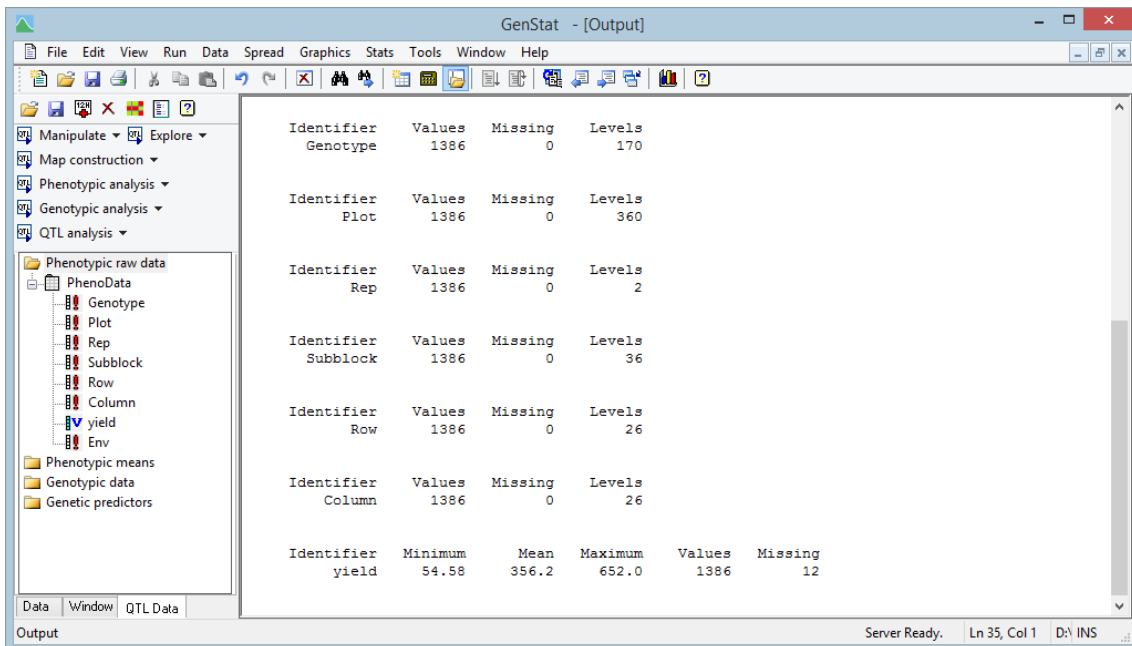 GenStat - [Output]
File Edit View Run Data Spread Graphics Stats Tools Window Help
Manipulate Explore
Map construction
Phenotypic analysis
Genotypic analysis
QTL analysis
Phenotypic raw data
PhenoData
Genotype
Plot
Rep
Subblock
Row
Column
yield
Env
Phenotypic means
Genotypic data
Genetic predictors
Data Window QTL Data
Identifier Values Missing Levels
Genotype 1386 0 170
Identifier Values Missing Levels
Plot 1386 0 360
Identifier Values Missing Levels
Rep 1386 0 2
Identifier Values Missing Levels
Subblock 1386 0 36
Identifier Values Missing Levels
Row 1386 0 26
Identifier Values Missing Levels
Column 1386 0 26
Identifier Minimum Mean Maximum Values Missing
yield 54.58 356.2 652.0 1386 12
Output Server Ready. Ln 35, Col 1 D:\ INS